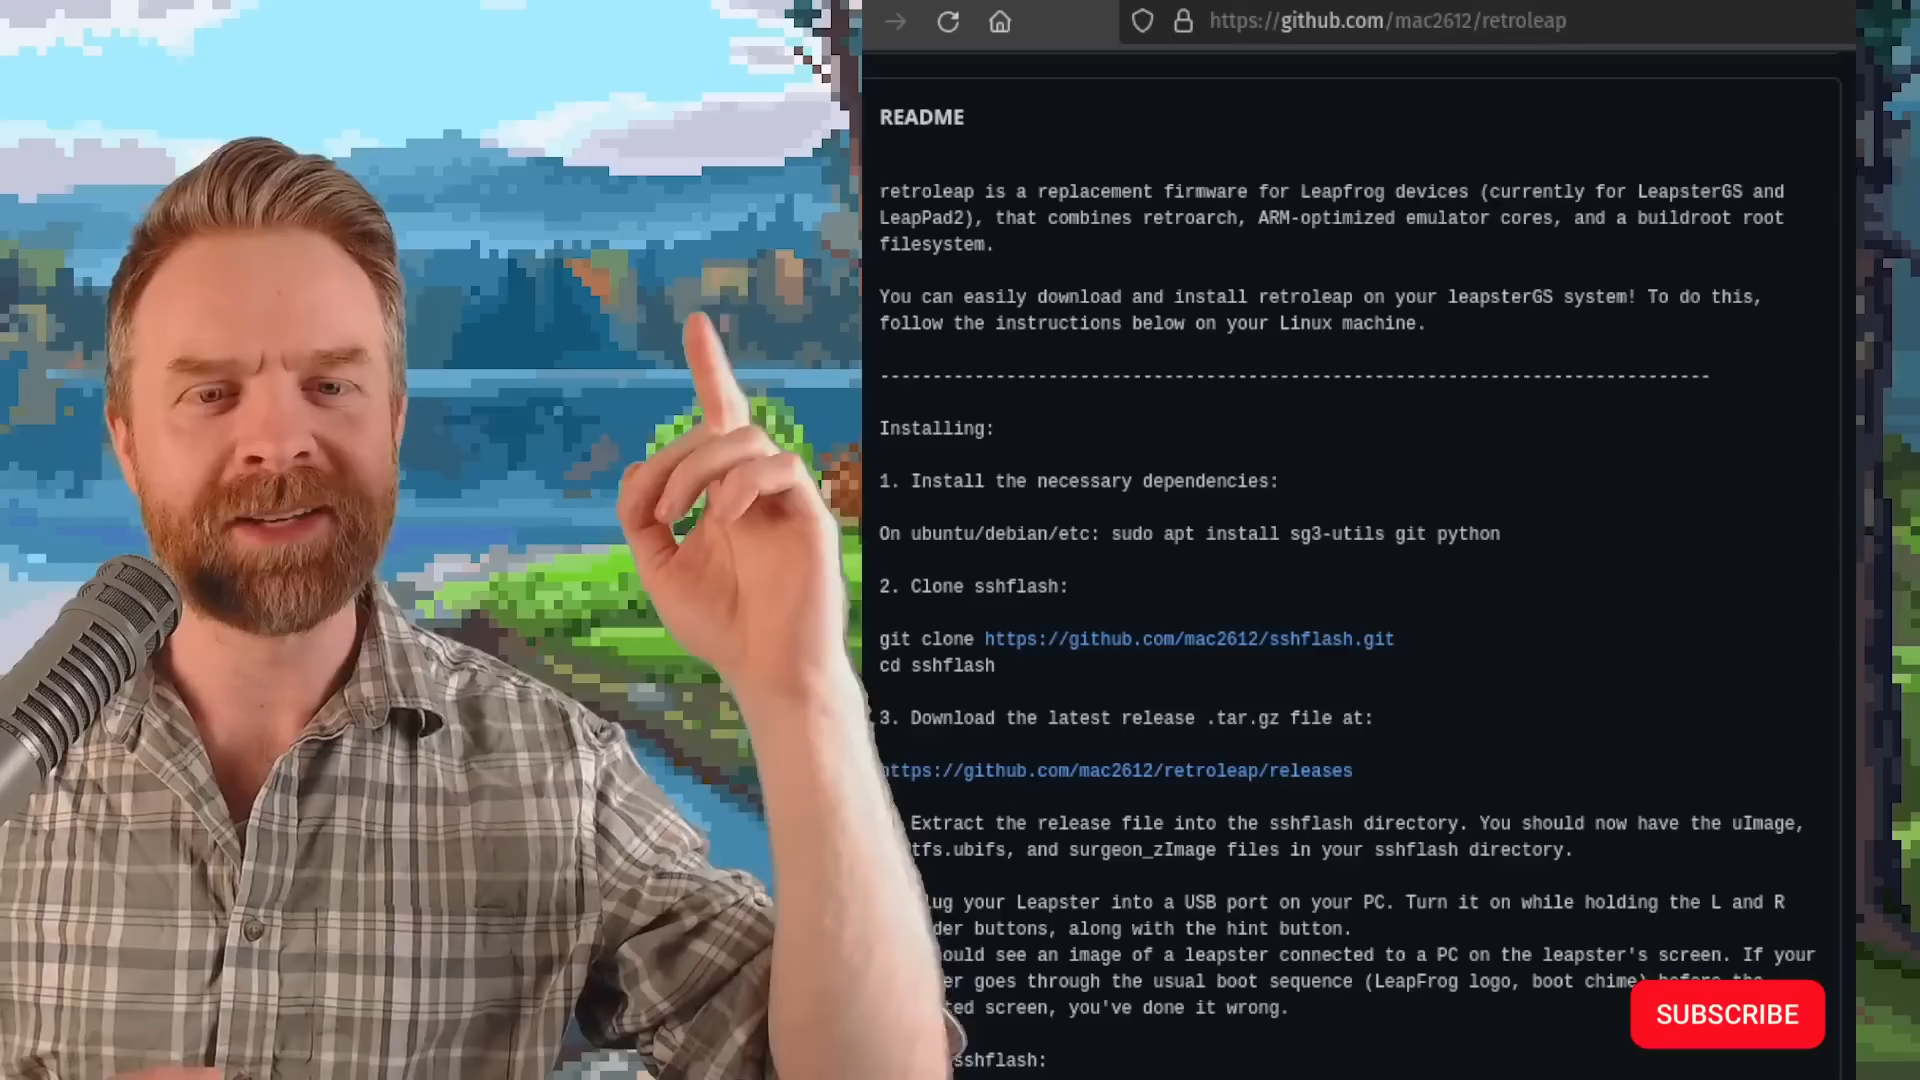 https://github.com/mac2612/retroleap
README
retroleap is a replacement firmware for Leapfrog devices (currently for LeapsterGS and
LeapPad2), that combines retroarch, ARM-optimized emulator cores, and a buildroot root
filesystem.
You can easily download and install retroleap on your leapsterGS system! To do this,
follow the instructions below on your Linux machine.
-------------------------------------------------------------------------------
Installing:
1. Install the necessary dependencies:
On ubuntu/debian/etc: sudo apt install sg3-utils git python
2. Clone sshflash:
git clone https://github.com/mac2612/sshflash.git
cd sshflash
3. Download the latest release .tar.gz file at:
https://github.com/mac2612/retroleap/releases
Extract the release file into the sshflash directory. You should now have the uImage,
tfs.ubifs, and surgeon_zImage files in your sshflash directory.
lug your Leapster into a USB port on your PC. Turn it on while holding the L and R
der buttons, along with the hint button.
ould see an image of a leapster connected to a PC on the leapster's screen. If your
er goes through the usual boot sequence (LeapFrog logo, boot chime) before the
ted screen, you've done it wrong.
sshflash:
SUBSCRIBE